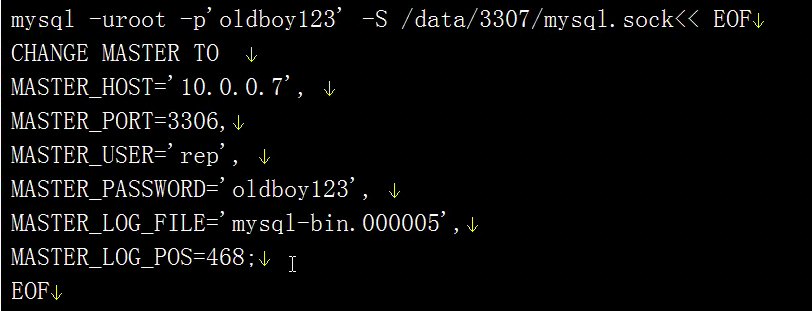 mysql -uroot -p'oldboy123' -S /data/3307/mysql.sock<< EOF↓
CHANGE MASTER TO  ↓
MASTER_HOST='10.0.0.7', ↓
MASTER_PORT=3306,↓
MASTER_USER='rep', ↓
MASTER_PASSWORD='oldboy123', ↓
MASTER_LOG_FILE='mysql-bin.000005',↓
MASTER_LOG_POS=468;↓
EOF↓